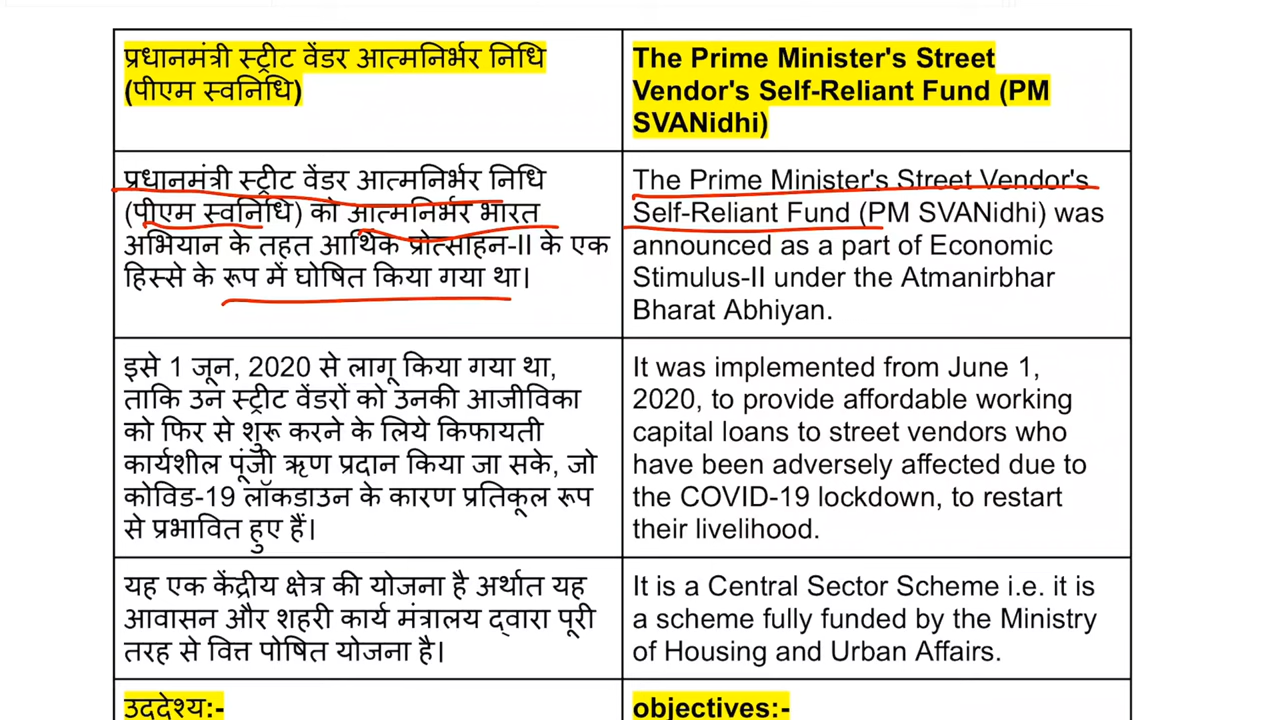 प्रधानमंत्री स्ट्रीट वेंडर आत्मनिर्भर निधि
(पीएम स्वनिधि)
The Prime Minister's Street
Vendor's Self-Reliant Fund (PM
SVANidhi)
प्रधानमंत्री स्ट्रीट वेंडर आत्मनिर्भर निधि
(पीएम स्वनिधि) को आत्मनिर्भर भारत
अभियान के तहत आर्थिक प्रोत्साहन-II के एक
हिस्से के रूप में घोषित किया गया था।
The Prime Minister's Street Vendor's
Self-Reliant Fund (PM SVANidhi) was
announced as a part of Economic
Stimulus-II under the Atmanirbhar
Bharat Abhiyan.
इसे 1 जून, 2020 से लागू किया गया था,
ताकि उन स्ट्रीट वेंडरों को उनकी आजीविका
को फिर से शुरू करने के लिये किफायती
कार्यशील पूंजी ऋण प्रदान किया जा सके, जो
कोविड-19 लॉकडाउन के कारण प्रतिकूल रूप
से प्रभावित हुए हैं।
It was implemented from June 1,
2020, to provide affordable working
capital loans to street vendors who
have been adversely affected due to
the COVID-19 lockdown, to restart
their livelihood.
यह एक केंद्रीय क्षेत्र की योजना है अर्थात यह
आवासन और शहरी कार्य मंत्रालय द्वारा पूरी
तरह से वित्त पोषित योजना है।
It is a Central Sector Scheme i.e. it is
a scheme fully funded by the Ministry
of Housing and Urban Affairs.
उद्देश्य:-
objectives:-